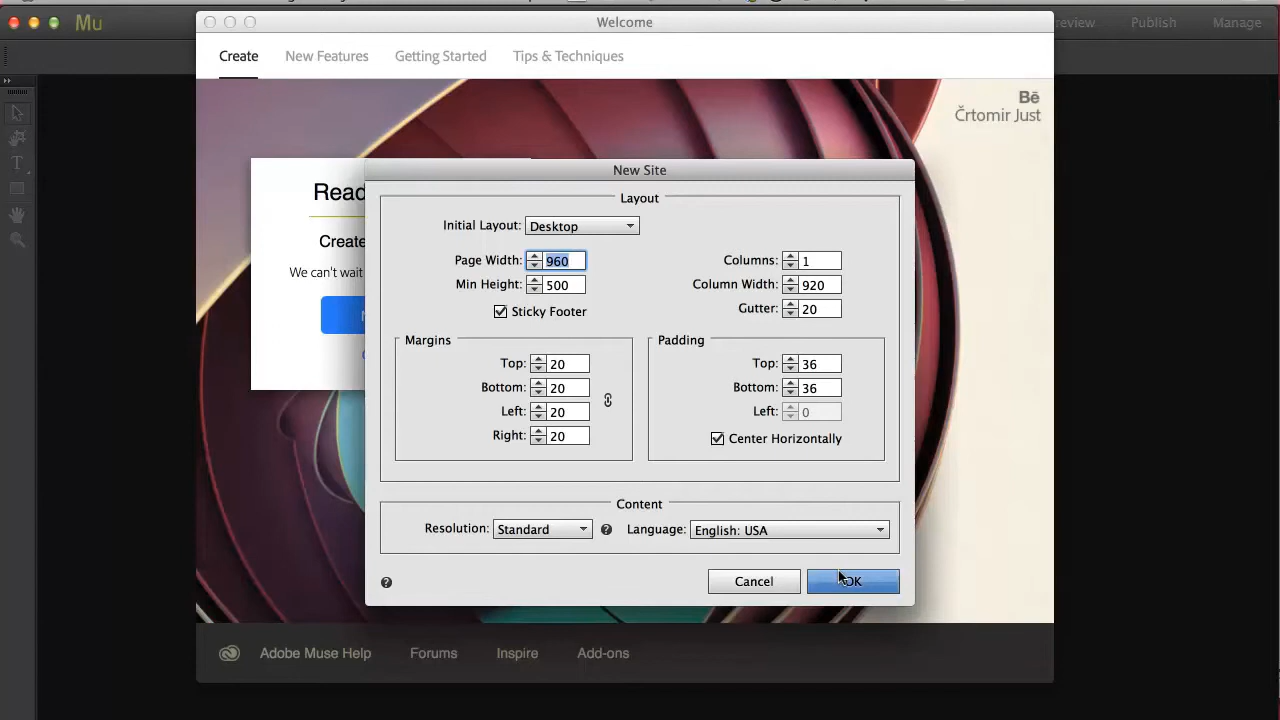 Mu
Welcome
review
Publish
Manage
Create
New Features
Getting Started
Tips & Techniques
Bē
Črtomir Just
Read
Create
We can't wait
New Site
Layout
Initial Layout: Desktop
Page Width: 960
Columns: 1
Min Height: 500
Column Width: 920
Sticky Footer
Gutter: 20
Margins
Padding
Top: 20
Top: 36
Bottom: 20
Bottom: 36
Left: 20
Left: 0
Right: 20
Center Horizontally
Content
Resolution: Standard
Language: English: USA
Cancel
OK
Adobe Muse Help
Forums
Inspire
Add-ons